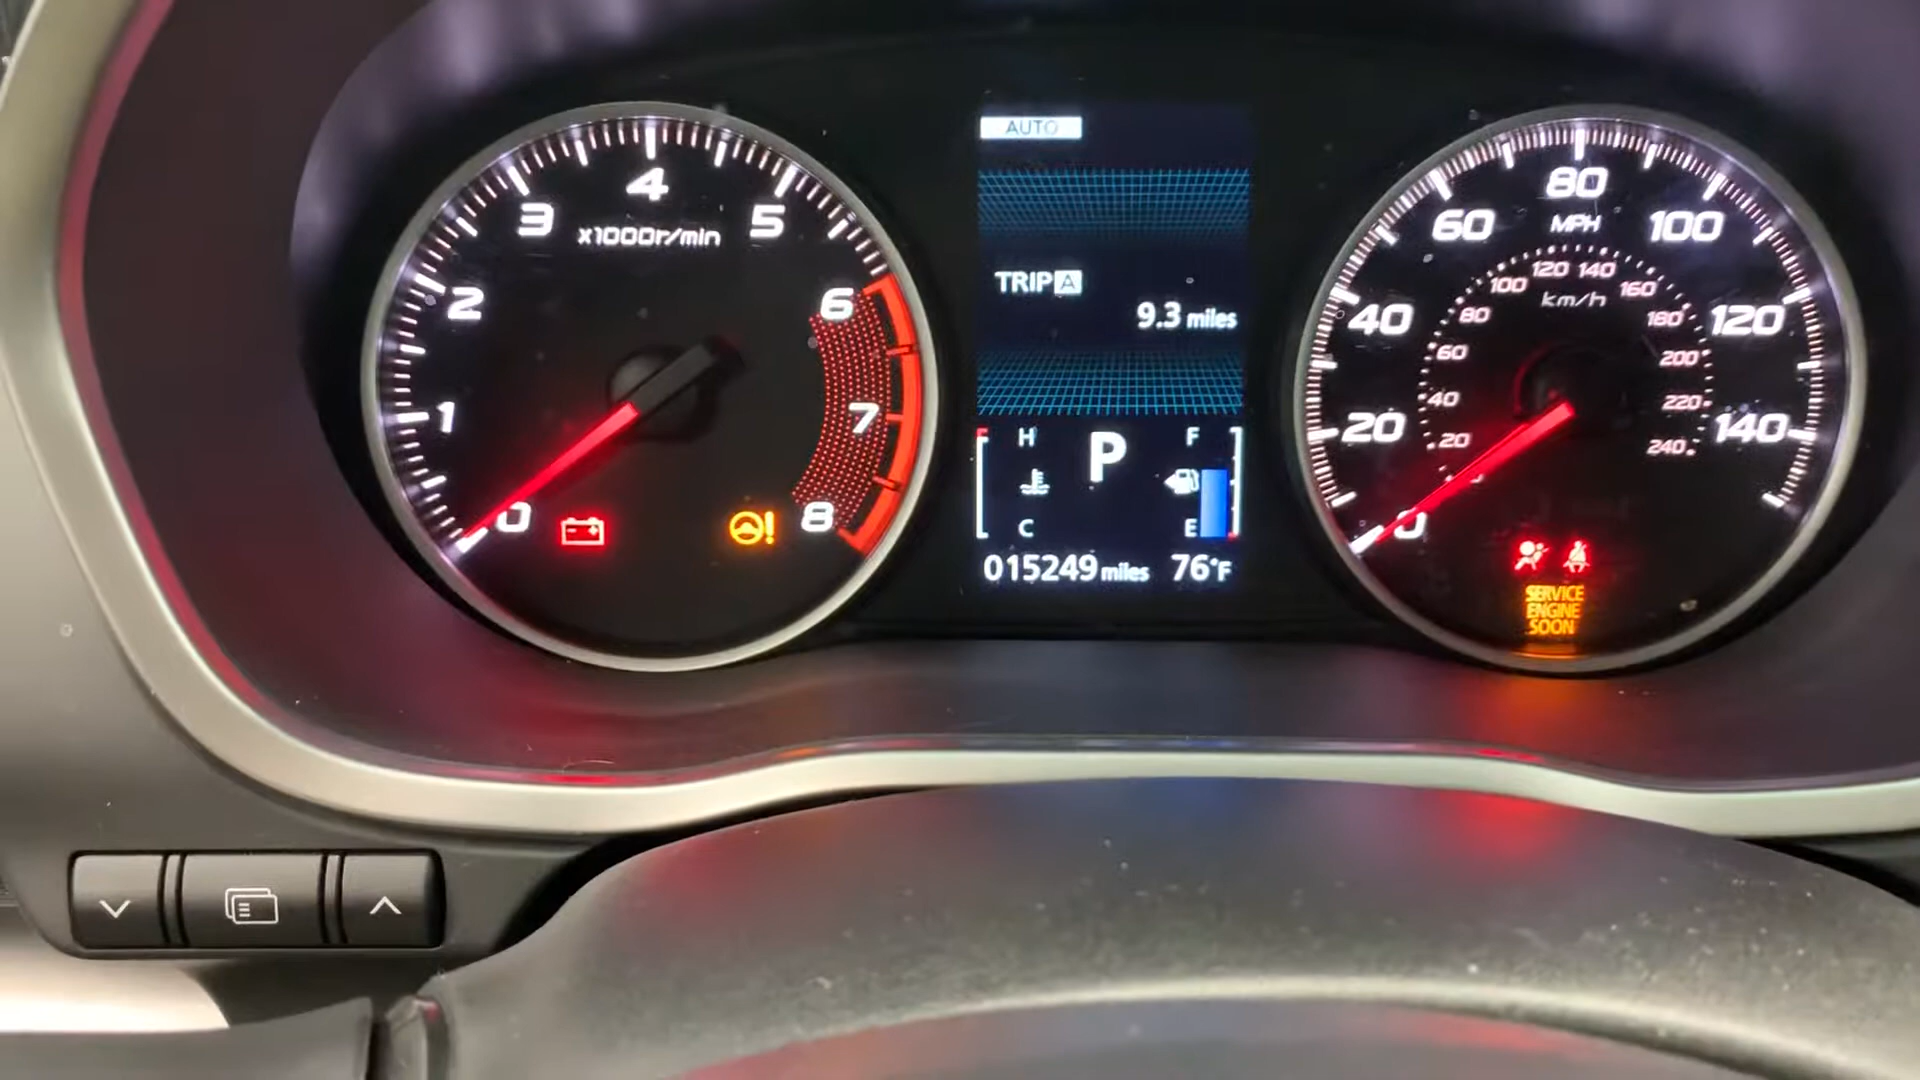 AUTO
TRIP A
9.3 miles
H
P
F
C
E
015249 miles 76°F
0
1
2
3
4
5
6
7
8
x1000r/min
!
0
20
40
60
80
100
120
140
MPH
km/h
20
40
60
80
100
120
140
160
180
200
220
240
SERVICE
ENGINE
SOON